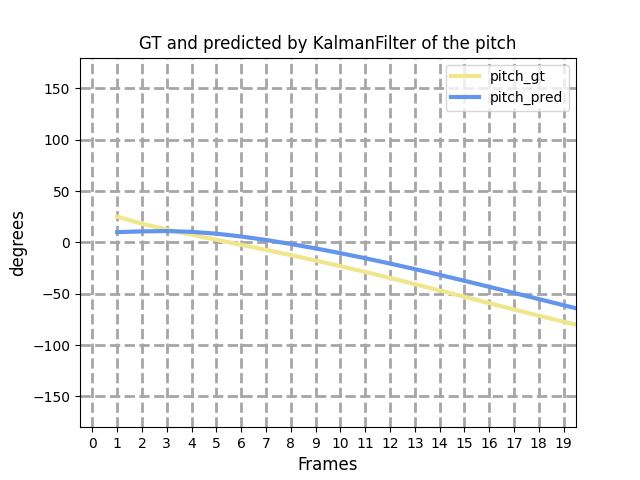 GT and predicted by KalmanFilter of the pitch
pitch_gt
pitch_pred
150
100
50
0
−50
−100
−150
degrees
0 1 2 3 4 5 6 7 8 9 10 11 12 13 14 15 16 17 18 19
Frames